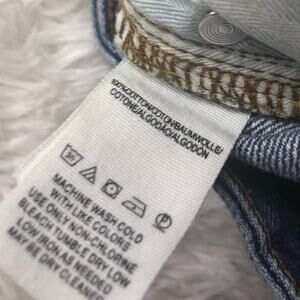 100%COTTON/COTON/BAUMWOLLE/
COTONE/ALGODÃO/ALGODON
MACHINE WASH COLD
WITH LIKE COLORS
USE ONLY NON-CHLORINE
BLEACH TUMBLE DRY LOW
LOW IRON AS NEEDED
MAY BE DRY CLEANED